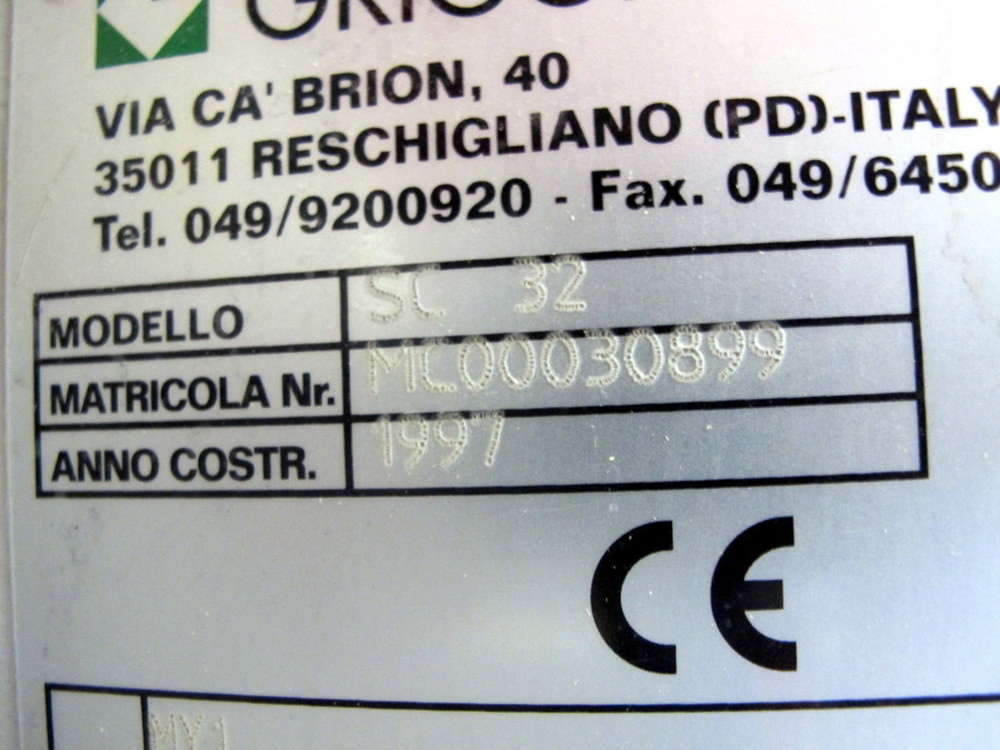 VIA CA' BRION, 40
35011 RESCHIGLIANO (PD)-ITALY
Tel. 049/9200920 - Fax. 049/6450
MODELLO SC 32
MATRICOLA Nr. MC00030899
ANNO COSTR. 1997
CE
MY1